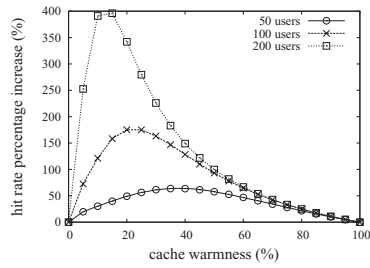 hit rate percentage increase (%)
400
350
300
250
200
150
100
50
0
50 users
100 users
200 users
0 20 40 60 80 100
cache warmness (%)